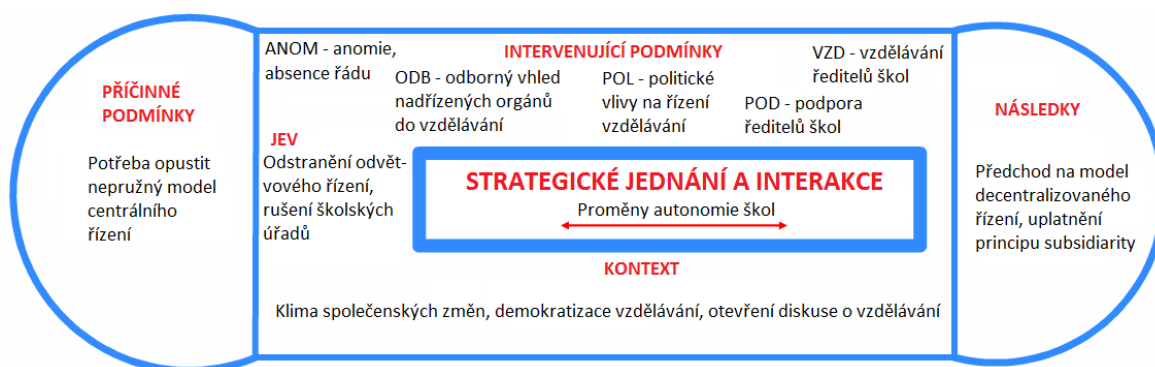 PŘÍČINNÉ
PODMÍNKY
Potřeba opustit
nepružný model
centrálního
řízení
ANOM - anomie,
absence řádu
INTERVENUJÍCÍ PODMÍNKY
ODB - odborný vhled
nadřízených orgánů
do vzdělávání
POL - politické
vlivy na řízení
vzdělávání
VZD - vzdělávání
ředitelů škol
POD - podpora
ředitelů škol
JEV
Odstranění odvět-
vového řízení,
rušení školských
úřadů
STRATEGICKÉ JEDNÁNÍ A INTERAKCE
Proměny autonomie škol
KONTEXT
Klima společenských změn, demokratizace vzdělávání, otevření diskuse o vzdělávání
NÁSLEDKY
Předchod na model
decentralizovaného
řízení, uplatnění
principu subsidiarity